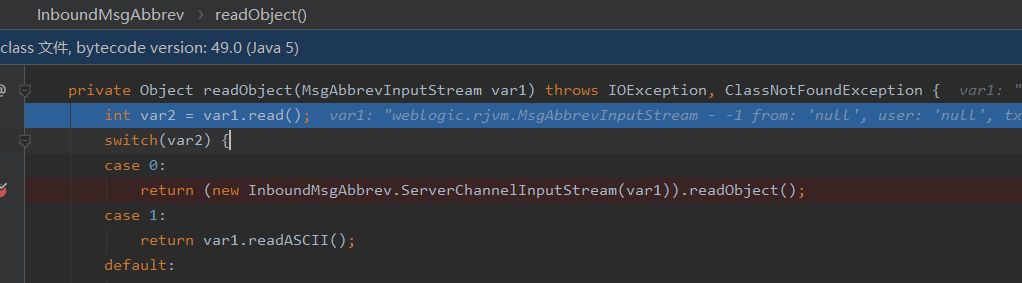 InboundMsgAbbrev › readObject()
class 文件, bytecode version: 49.0 (Java 5)
@ private Object readObject(MsgAbbrevInputStream var1) throws IOException, ClassNotFoundException { var1: "
int var2 = var1.read(); var1: "weblogic.rjvm.MsgAbbrevInputStream - -1 from: 'null', user: 'null', tx
switch(var2) {
case 0:
return (new InboundMsgAbbrev.ServerChannelInputStream(var1)).readObject();
case 1:
return var1.readASCII();
default: